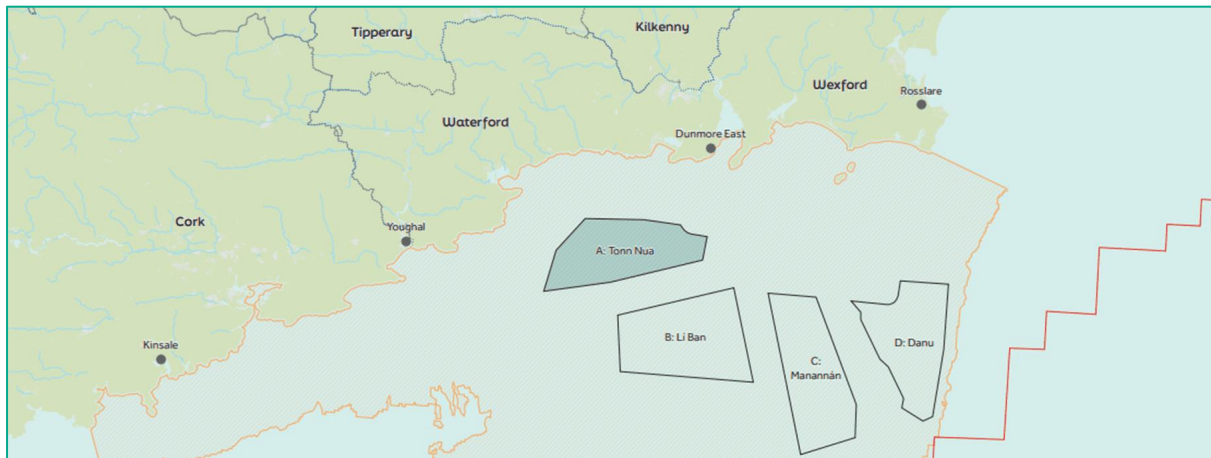 Tipperary
Kilkenny
Wexford
Rosslare
Waterford
Dunmore East
Cork
Youghal
A: Tonn Nua
Kinsale
B: Lí Ban
C:
Manannán
D: Danu